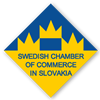 SWEDISH CHAMBER
OF COMMERCE
IN SLOVAKIA